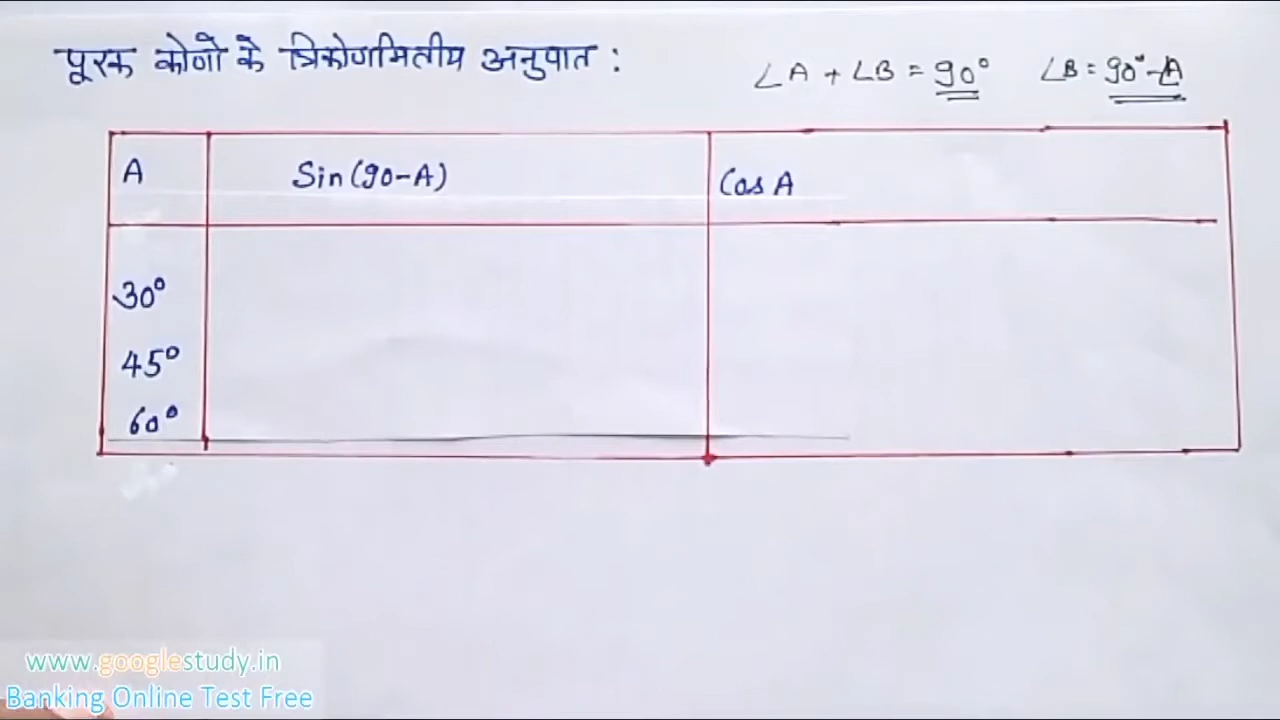 पूरक कोणो के त्रिकोणमितीय अनुपात :
∠A + ∠B = 90° ∠B = 90° - A
A Sin(90-A) Cos A
30°
45°
60°
www.googlestudy.in
Banking Online Test Free